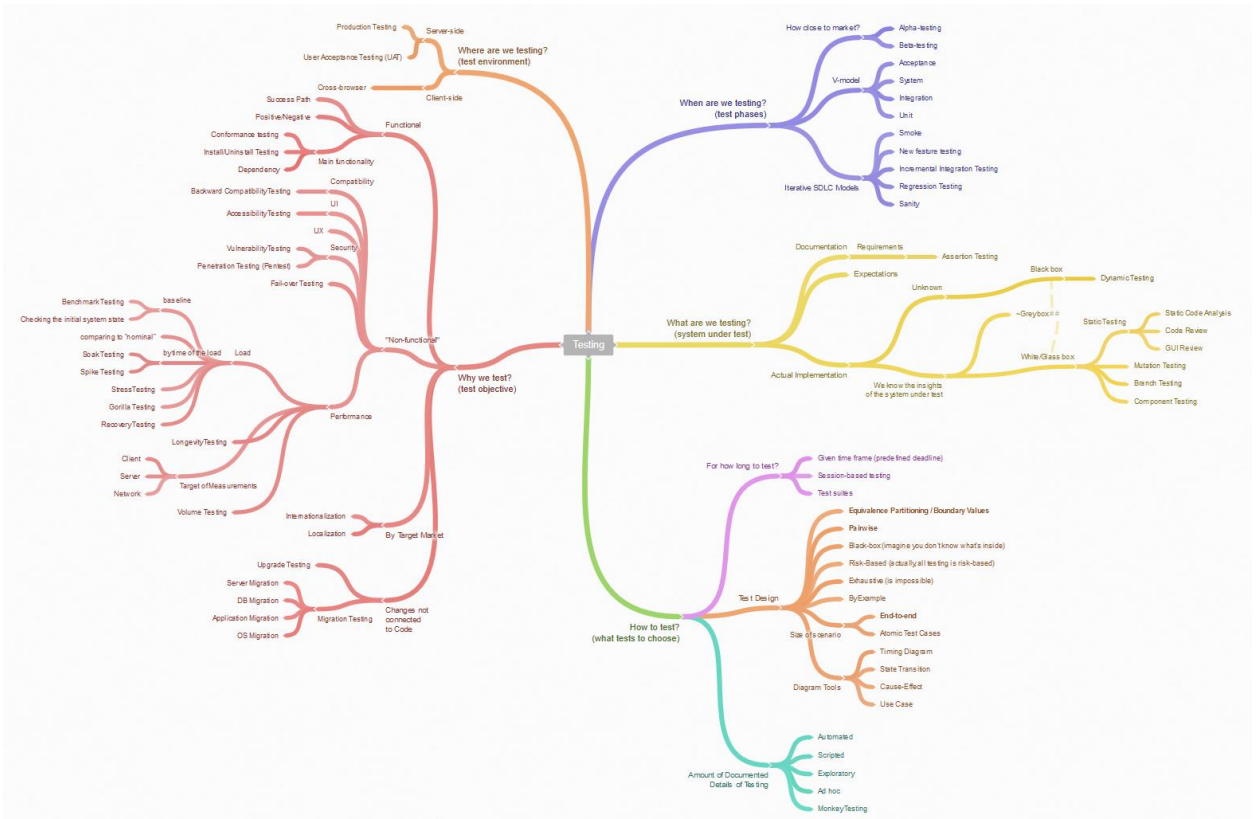 Testing
Where are we testing?
(test environment)
Server-side
Production Testing
User Acceptance Testing (UAT)
Client-side
Cross-browser
Why we test?
(test objective)
Functional
Success Path
Positive/Negative
Main functionality
Conformance testing
Install/Uninstall Testing
Dependency
"Non-functional"
Compatibility
Backward Compatibility Testing
UI
Accessibility Testing
UX
Security
Vulnerability Testing
Penetration Testing (Pentest)
Fail-over Testing
Performance
Load
baseline
Benchmark Testing
Checking the initial system state
comparing to "nominal"
by time of the load
Soak Testing
Spike Testing
Stress Testing
Gorilla Testing
Recovery Testing
Longevity Testing
Target of Measurements
Client
Server
Network
Volume Testing
By Target Market
Internationalization
Localization
Changes not
connected
to Code
Upgrade Testing
Migration Testing
Server Migration
DB Migration
Application Migration
OS Migration
When are we testing?
(test phases)
How close to market?
Alpha-testing
Beta-testing
V-model
Acceptance
System
Integration
Unit
Iterative SDLC Models
Smoke
New feature testing
Incremental Integration Testing
Regression Testing
Sanity
What are we testing?
(system under test)
Documentation
Requirements
Assertion Testing
Expectations
Actual Implementation
Unknown
Black box
Dynamic Testing
We know the insights
of the system under test
~Greybox##
White/Glass box
Static Testing
Static Code Analysis
Code Review
GUI Review
Mutation Testing
Branch Testing
Component Testing
How to test?
(what tests to choose)
For how long to test?
Given time frame (predefined deadline)
Session-based testing
Test suites
Test Design
Equivalence Partitioning / Boundary Values
Pairwise
Black-box (imagine you don't know what's inside)
Risk-Based (actually, all testing is risk-based)
Exhaustive (is impossible)
By Example
Size of scenario
End-to-end
Atomic Test Cases
Diagram Tools
Timing Diagram
State Transition
Cause-Effect
Use Case
Amount of Documented
Details of Testing
Automated
Scripted
Exploratory
Ad hoc
Monkey Testing